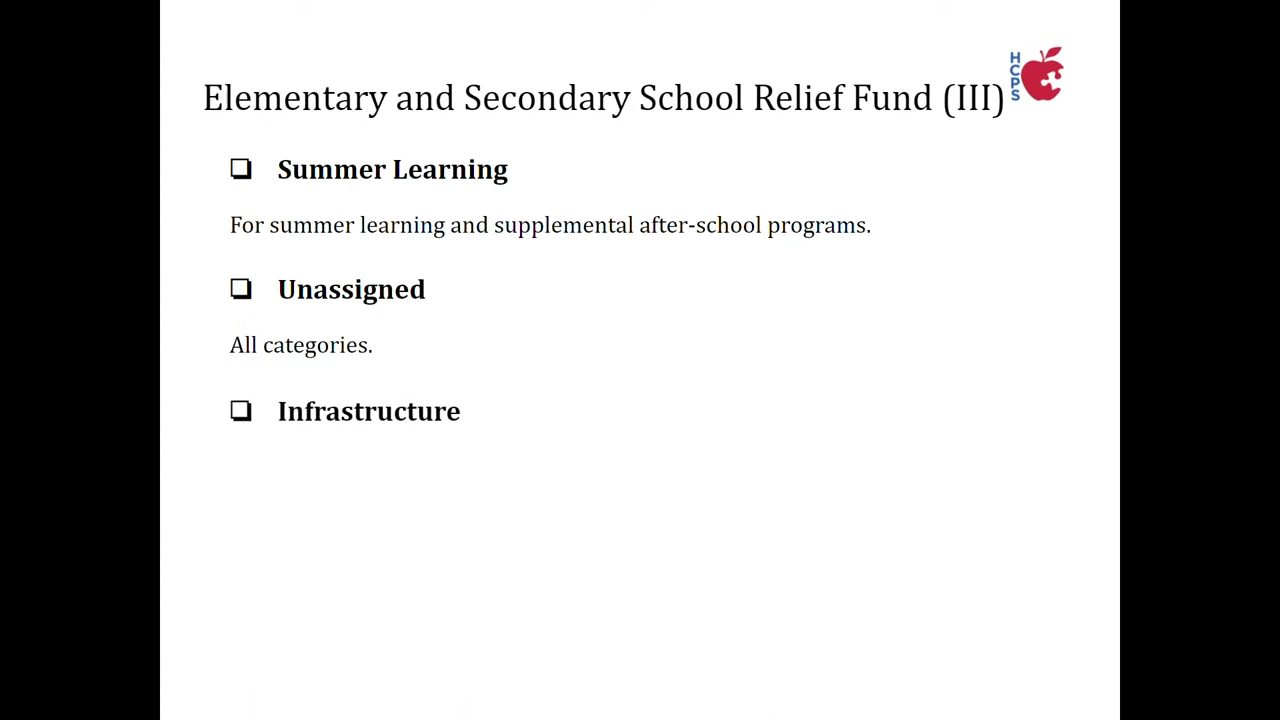 Elementary and Secondary School Relief Fund (III)
HCPS
Summer Learning
For summer learning and supplemental after-school programs.
Unassigned
All categories.
Infrastructure